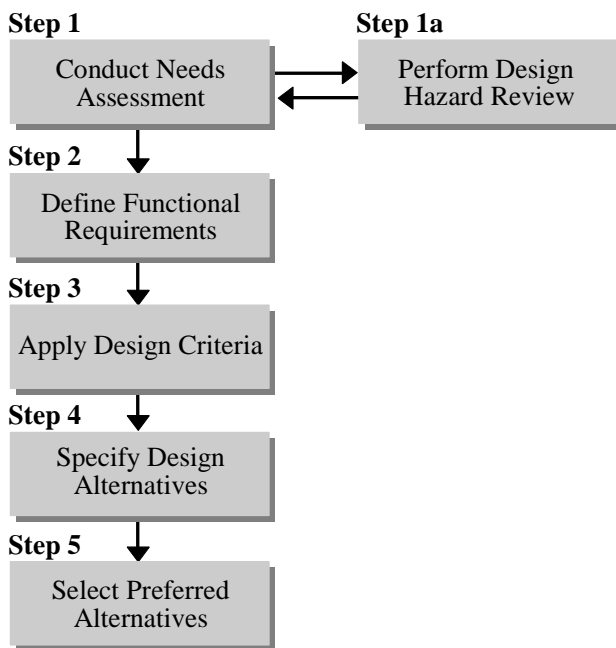 Step 1
Conduct Needs
Assessment
Step 1a
Perform Design
Hazard Review
Step 2
Define Functional
Requirements
Step 3
Apply Design Criteria
Step 4
Specify Design
Alternatives
Step 5
Select Preferred
Alternatives